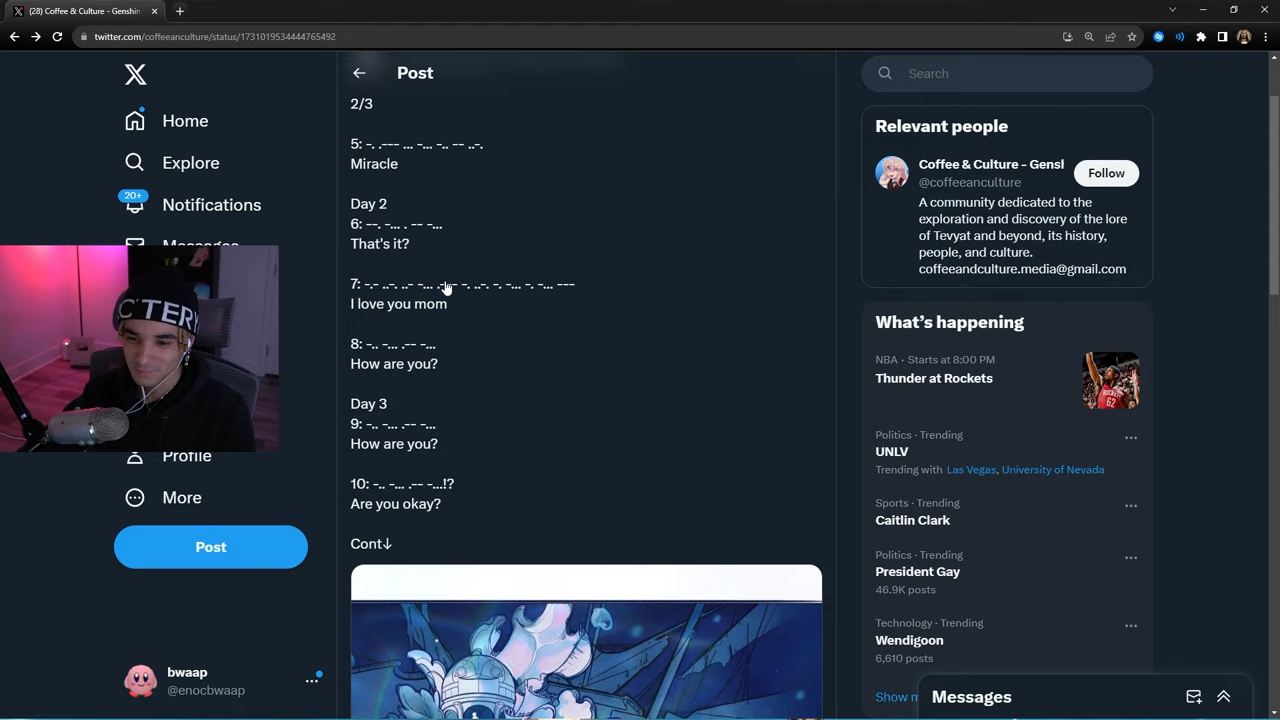 (28) Coffee & Culture - Genshin
twitter.com/coffeeanculture/status/1731019534444765492
Home
Explore
20+
Notifications
Profile
More
Post
bwaap
@enocbwaap
Post
2/3
5: -. .--- ... -... -.. -- ..-.
Miracle
Day 2
6: --. -... . -- -...
That's it?
I love you mom
8: -.. -... .-- -...
How are you?
Day 3
9: -.. -... .-- -...
How are you?
10: -.. -... .-- -...!?
Are you okay?
Cont↓
Search
Relevant people
Coffee & Culture - Gensl
@coffeeanculture
Follow
A community dedicated to the
exploration and discovery of the lore
of Tevyat and beyond, its history,
people, and culture.
coffeeandculture.media@gmail.com
What's happening
NBA · Starts at 8:00 PM
Thunder at Rockets
ROCKETS
62
Politics · Trending
UNLV
Trending with Las Vegas, University of Nevada
Sports · Trending
Caitlin Clark
Politics · Trending
President Gay
46.9K posts
Technology · Trending
Wendigoon
6,610 posts
Messages